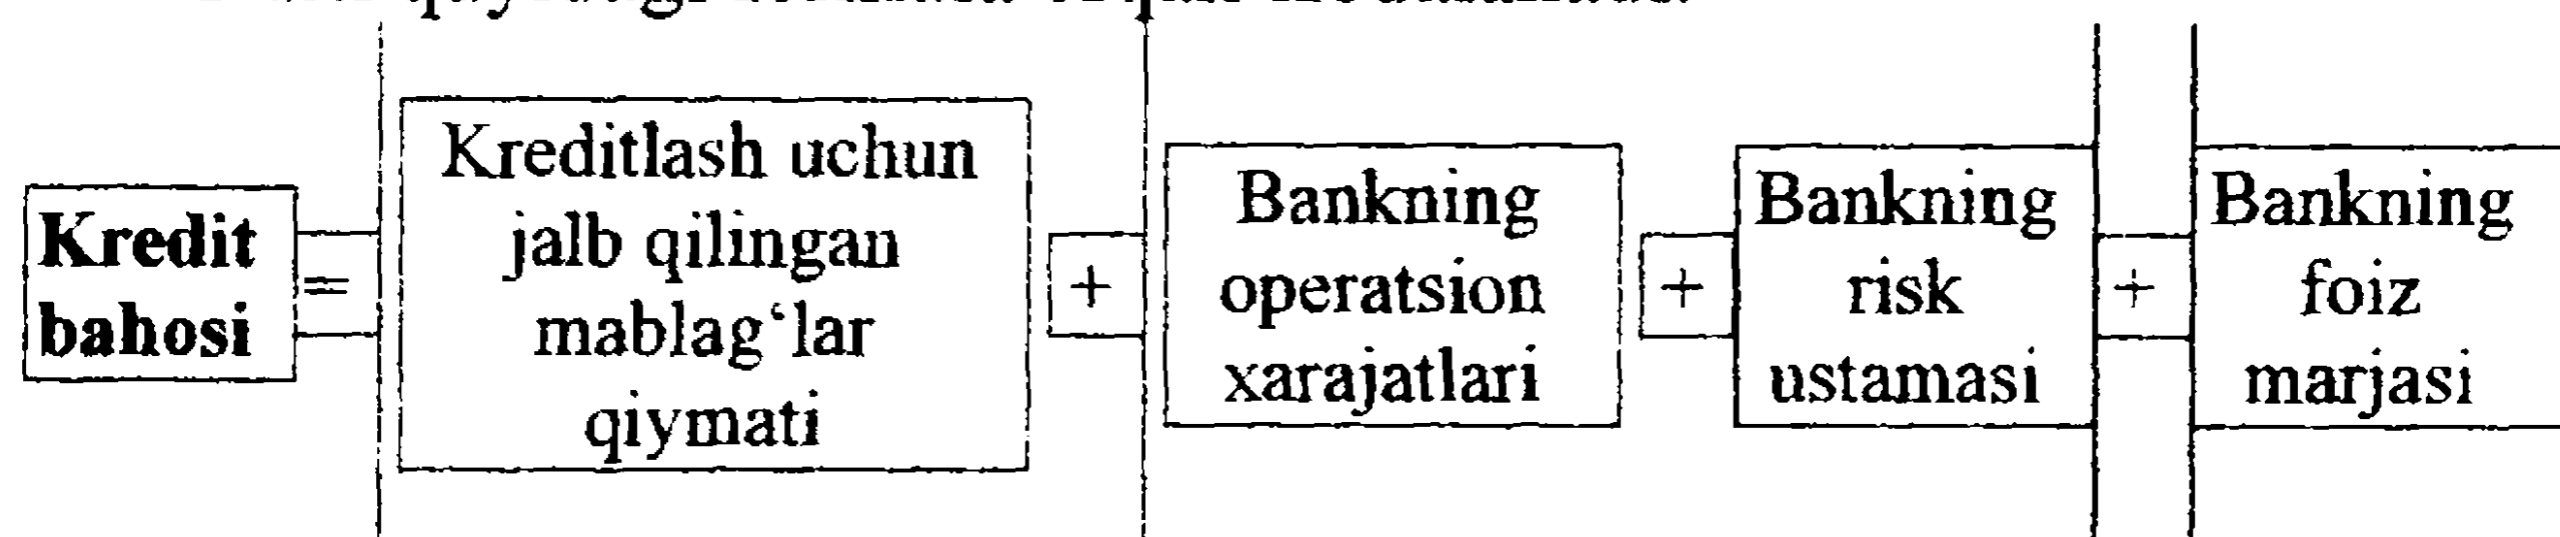 Kredit
bahosi
=
Kreditlash uchun
jalb qilingan
mablag‘lar
qiymati
+
Bankning
operatsion
xarajatlari
+
Bankning
risk
ustamasi
+
Bankning
foiz
marjasi